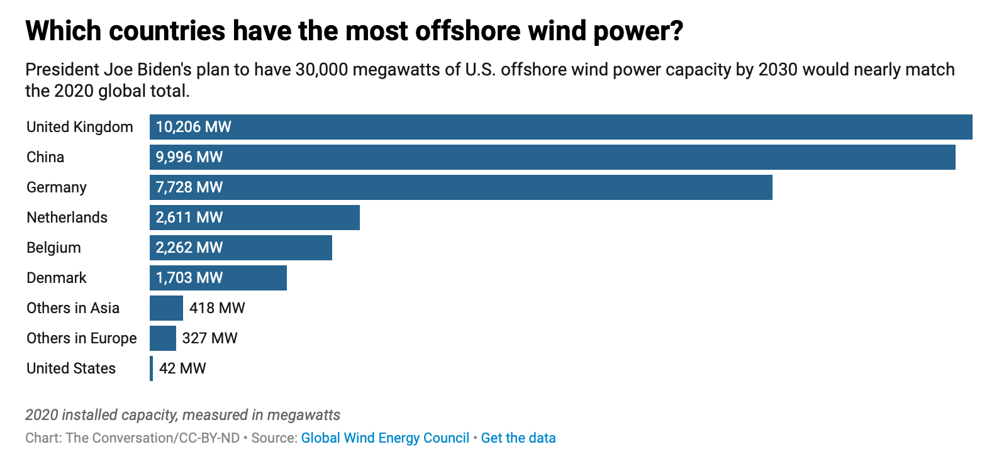 Which countries have the most offshore wind power?
President Joe Biden's plan to have 30,000 megawatts of U.S. offshore wind power capacity by 2030 would nearly match
the 2020 global total.
United Kingdom 10,206 MW
China 9,996 MW
Germany 7,728 MW
Netherlands 2,611 MW
Belgium 2,262 MW
Denmark 1,703 MW
Others in Asia 418 MW
Others in Europe 327 MW
United States 42 MW
2020 installed capacity, measured in megawatts
Chart: The Conversation/CC-BY-ND • Source: Global Wind Energy Council • Get the data